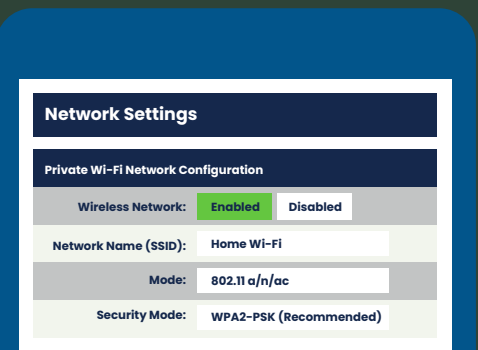 Network Settings
Private Wi-Fi Network Configuration
Wireless Network: Enabled Disabled
Network Name (SSID): Home Wi-Fi
Mode: 802.11 a/n/ac
Security Mode: WPA2-PSK (Recommended)